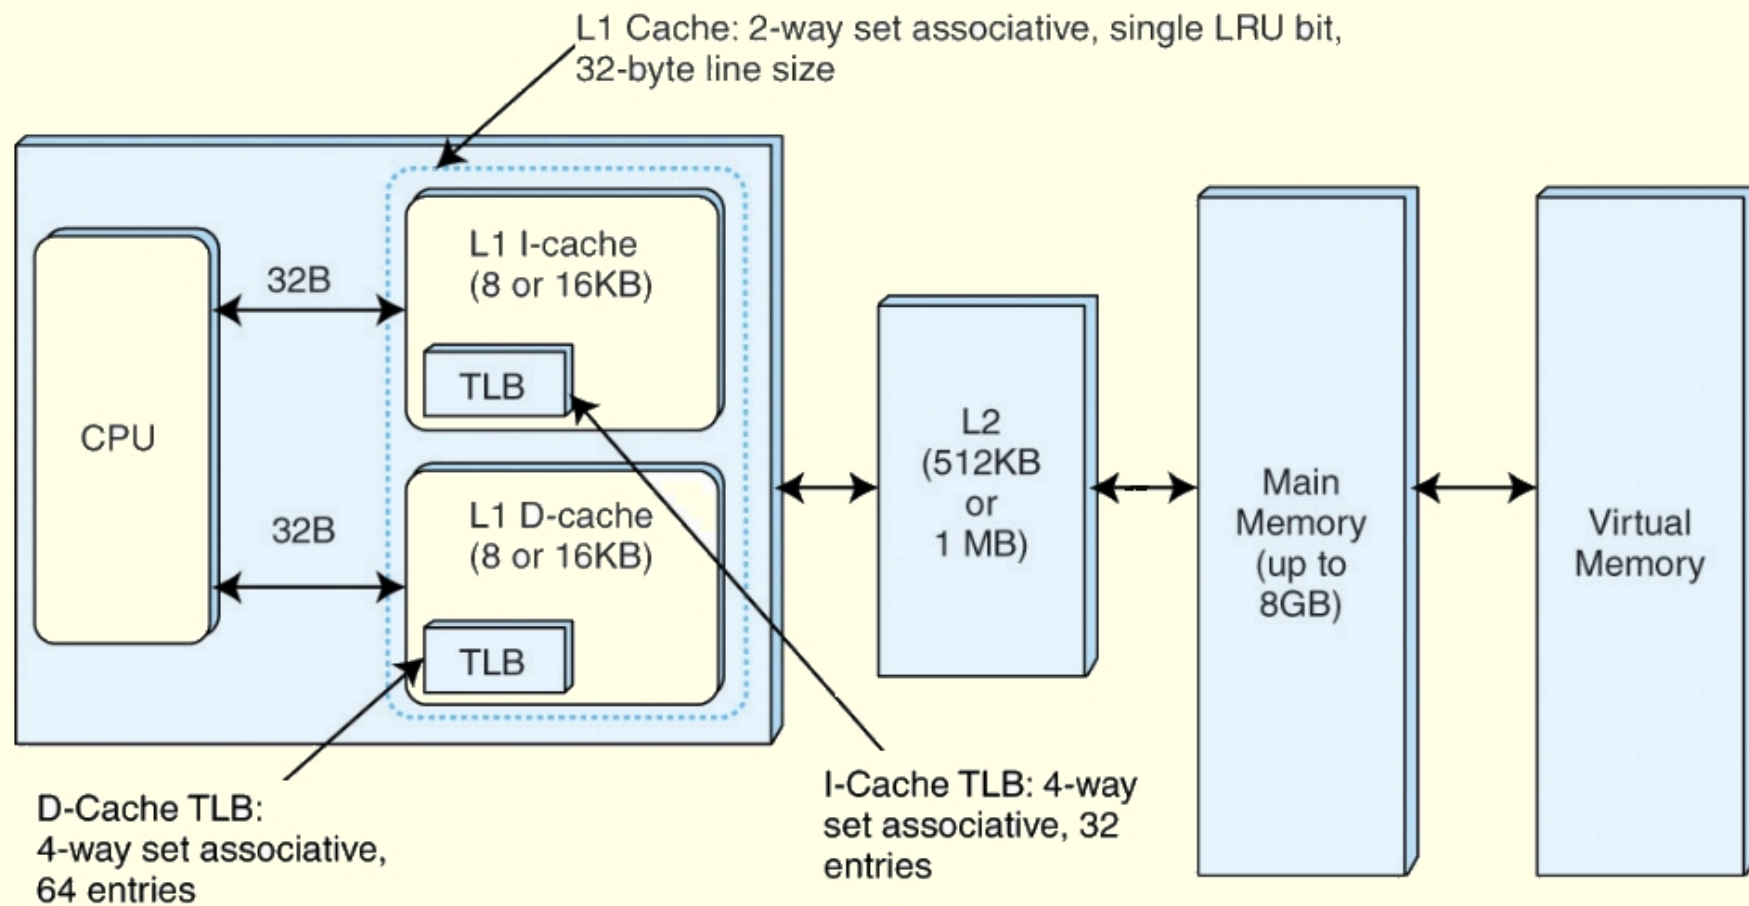 L1 Cache: 2-way set associative, single LRU bit,
32-byte line size
CPU
32B
32B
L1 I-cache
(8 or 16KB)
TLB
L1 D-cache
(8 or 16KB)
TLB
L2
(512KB
or
1 MB)
Main
Memory
(up to
8GB)
Virtual
Memory
D-Cache TLB:
4-way set associative,
64 entries
I-Cache TLB: 4-way
set associative, 32
entries